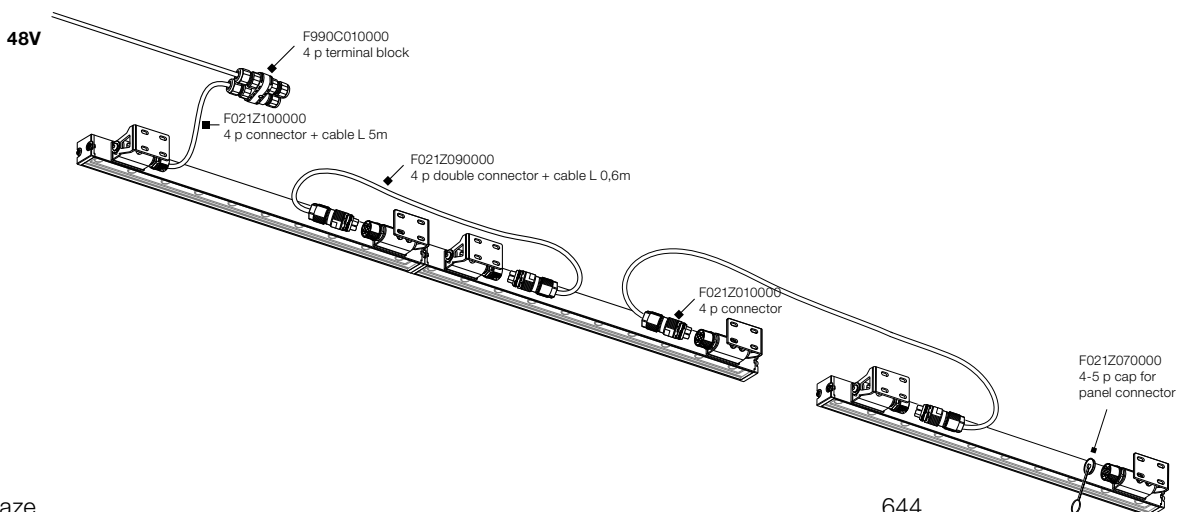 48V
F990C010000
4 p terminal block
F021Z100000
4 p connector + cable L 5m
F021Z090000
4 p double connector + cable L 0,6m
F021Z010000
4 p connector
F021Z070000
4-5 p cap for
panel connector
aze
644